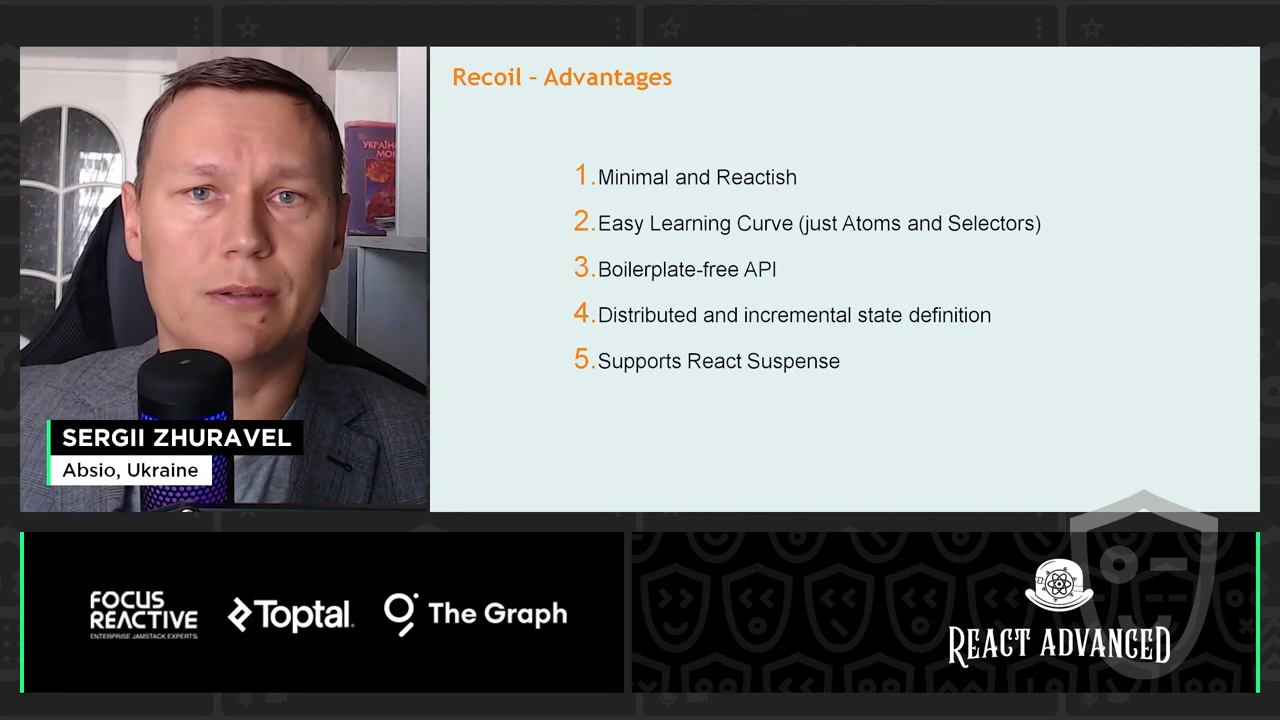 Recoil - Advantages
1. Minimal and Reactish
2. Easy Learning Curve (just Atoms and Selectors)
3. Boilerplate-free API
4. Distributed and incremental state definition
5. Supports React Suspense
SERGII ZHURAVEL
Absio, Ukraine
FOCUS
REACTIVE
ENTERPRISE JAMSTACK EXPERTS
Toptal
The Graph
REACT ADVANCED